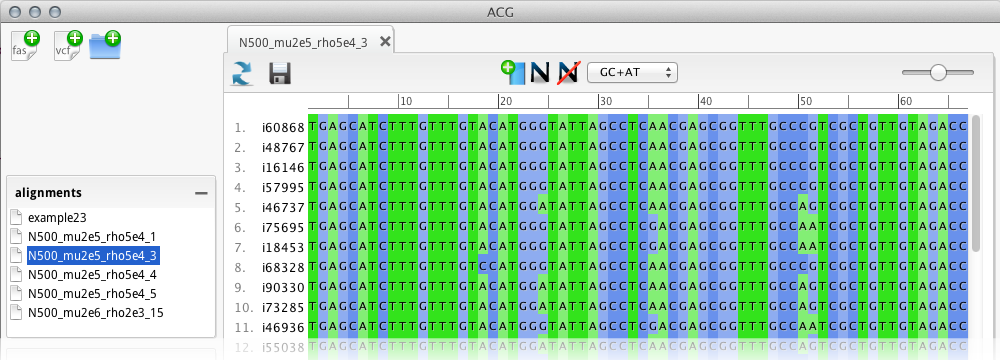 ACG
fas
vcf
N500_mu2e5_rho5e4_3
GC+AT
alignments
example23
N500_mu2e5_rho5e4_1
N500_mu2e5_rho5e4_3
N500_mu2e5_rho5e4_4
N500_mu2e5_rho5e4_5
N500_mu2e6_rho2e3_15
10 20 30 40 50 60
1. i60868 TGAGCATCTTTGTTTGTACATGGGTATTAGCCTCAACGAGCGGTTTGCCCGTCGCTGTTGTAGACC
2. i48767 TGAGCATCTTTGTTTGTACATGGGTATTAGCCTCAACGAGCGGTTTGCCCGTCGCTGTTGTAGACC
3. i16146 TGAGCATCTTTGTTTGTACATGGGTATTAGCCTCAACGAGCGGTTTGCCCGTCGCTGTTGTAGACC
4. i57995 TGAGCATCTTTGTTTGTACATGGGTATTAGCCTCAACGAGCGGTTTGCCCGTCGCTGTTGTAGACC
5. i46737 TGAGCATCTTTGTTTGTACATGGATATTAGCCTCAACGAGCGGTTTGCCAGTCGCTGTTGTAGACC
6. i75695 TGAGCATCTTTGTTTGTACATGGGTATTAGCCTCGACGAGCGGTTTGCCAATCGCTGTTGTAGACC
7. i18453 TGAGCATCTTTGTTTGTACATGGGTATTAGCCTCGACGAGCGGTTTGCCAATCGCTGTTGTAGACC
8. i68328 TGAGCATCTTTGTTTGTCCATGGGTATTAGCCTCAACGAGCGGTTTGCCCGTCGCTGTTGTAGACC
9. i90330 TGAGCATCTTTGTTTGTACATGGATATTAGCCTCAACGAGCGGTTTGCCAGTCGCTGTTGTAGACC
10. i73285 TGAGCATCTTTGTTTGTACATGGATATTAGCCTCAACGAGCGGTTTGCCAGTCGCTGTTGTAGACC
11. i46936 TGAGCATCTTTGTTTGTACATGGGTATTAGCCTCGACGAGCGGTTTGCCAATCGCTGTTGTAGACC
12. i55038